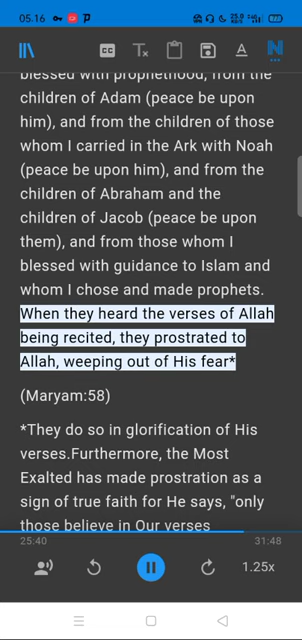 05.16
CC
blessed with prophethood, from the
children of Adam (peace be upon
him), and from the children of those
whom I carried in the Ark with Noah
(peace be upon him), and from the
children of Abraham and the
children of Jacob (peace be upon
them), and from those whom I
blessed with guidance to Islam and
whom I chose and made prophets.
When they heard the verses of Allah
being recited, they prostrated to
Allah, weeping out of His fear*
(Maryam:58)
*They do so in glorification of His
verses.Furthermore, the Most
Exalted has made prostration as a
sign of true faith for He says, "only
those believe in Our verses
25:40
31:48
1.25x